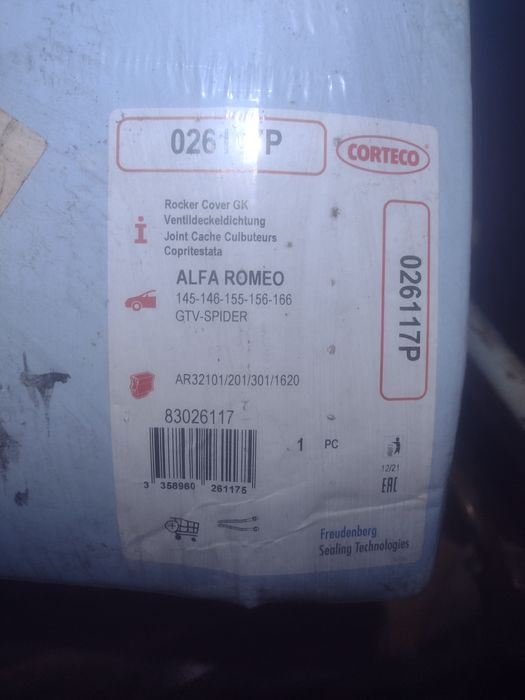 026117P
CORTECO
Rocker Cover GK
Ventildeckeldichtung
Joint Cache Culbuteurs
Copritestata
ALFA ROMEO
145-146-155-156-166
GTV-SPIDER
026117P
AR32101/201/301/1620
83026117
1 PC
3 358960 261175
12/21
EAC
Freudenberg
Sealing Technologies